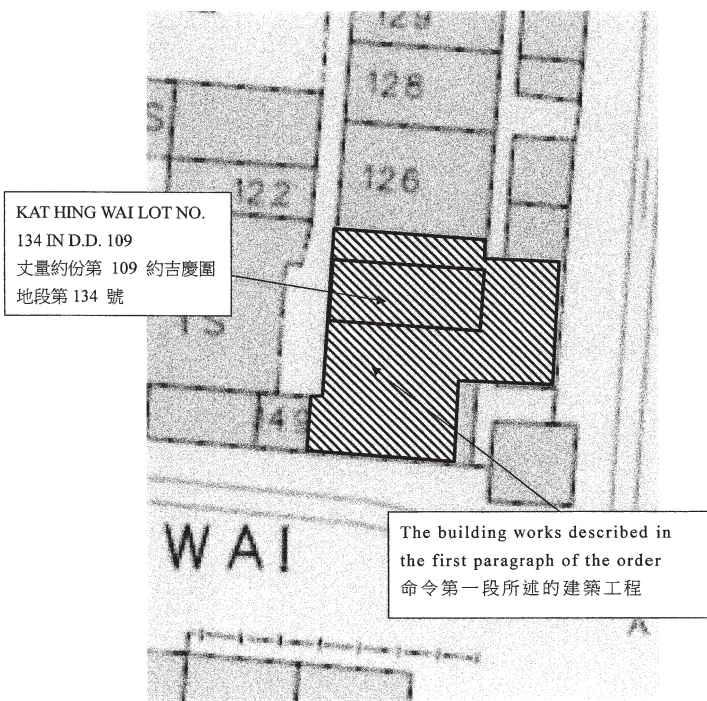 129
128
126
122
KAT HING WAI LOT NO.
134 IN D.D. 109
丈量約份第 109 約吉慶圍
地段第 134 號
TS
149
The building works described in
the first paragraph of the order
命令第一段所述的建築工程
WAI